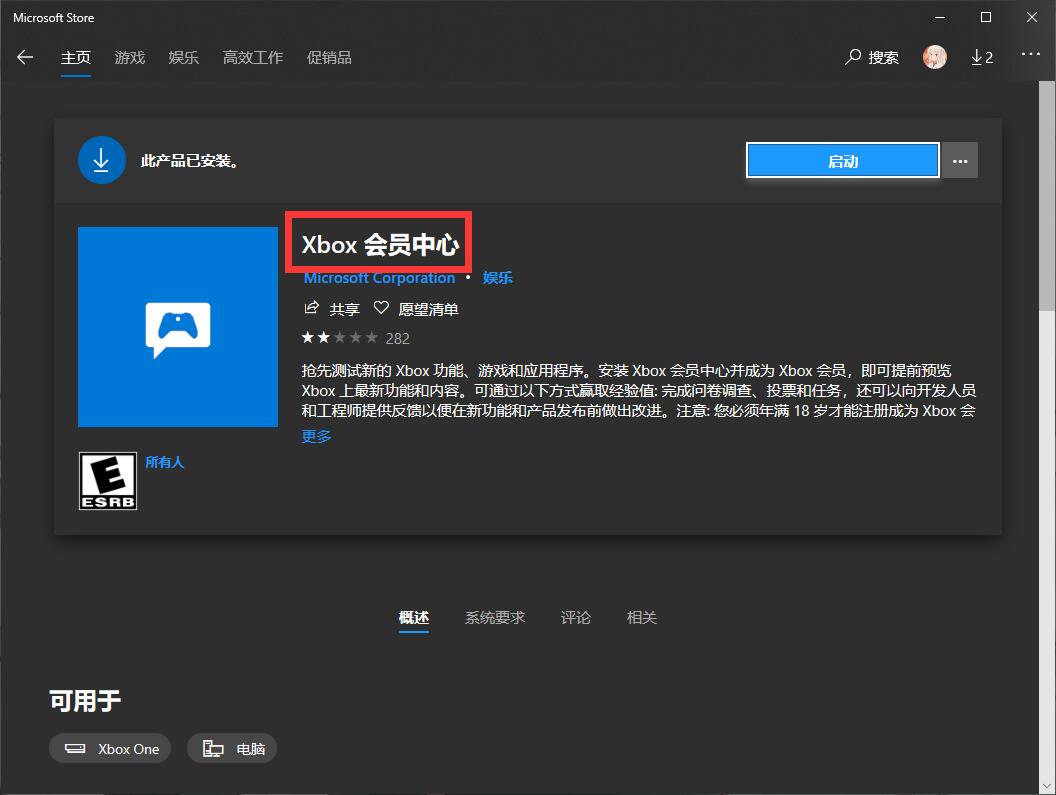 Microsoft Store
主页 游戏 娱乐 高效工作 促销品 搜索 2
此产品已安装。 启动
Xbox 会员中心
Microsoft Corporation • 娱乐
共享 愿望清单
282
抢先测试新的 Xbox 功能、游戏和应用程序。安装 Xbox 会员中心并成为 Xbox 会员，即可提前预览
Xbox 上最新功能和内容。可通过以下方式赢取经验值: 完成问卷调查、投票和任务，还可以向开发人员
和工程师提供反馈以便在新功能和产品发布前做出改进。注意: 您必须年满 18 岁才能注册成为 Xbox 会
更多
E 所有人
ESRB
概述 系统要求 评论 相关
可用于
Xbox One 电脑